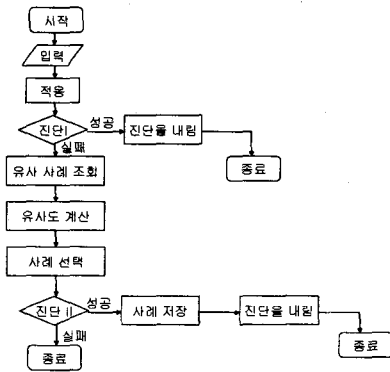 시작
입력
적용
진단I
성공
진단을 내림
실패
종료
유사 사례 조회
유사도 계산
사례 선택
진단 II
성공
사례 저장
진단을 내림
실패
종료
종료